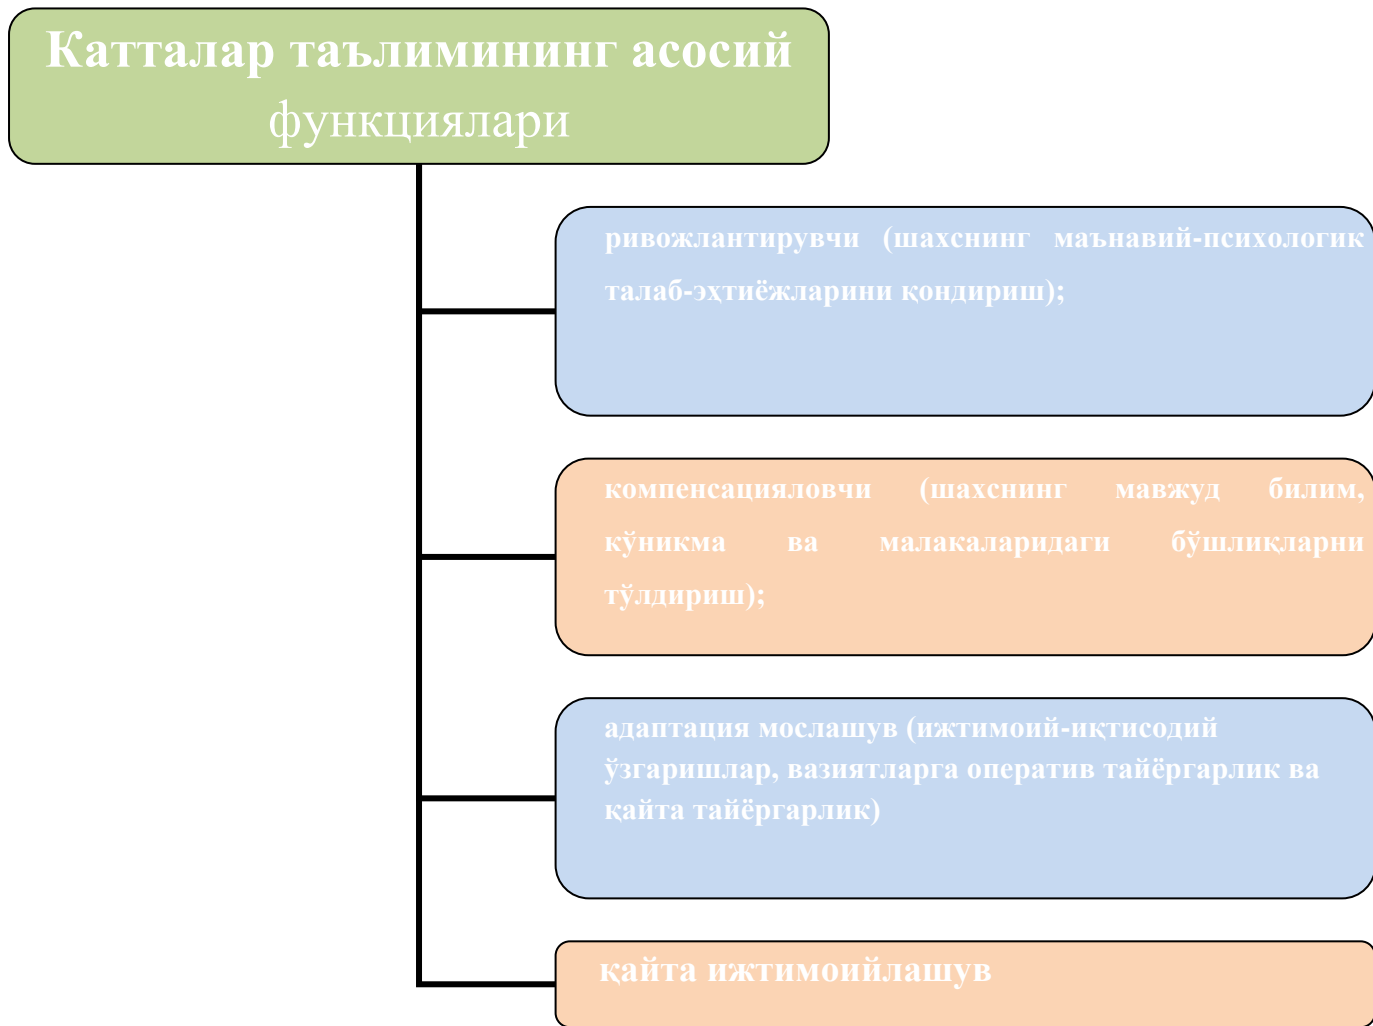 Катталар таълимининг асосий
функциялари
ривожлантирувчи (шахснинг маънавий-психологик
талаб-эҳтиёжларини қондириш);
компенсацияловчи (шахснинг мавжуд билим,
кўникма ва малакаларидаги бўшлиқларни
тўлдириш);
адаптация мослашув (ижтимоий-иқтисодий
ўзгаришлар, вазиятларга оператив тайёргарлик ва
қайта тайёргарлик)
қайта ижтимоийлашув